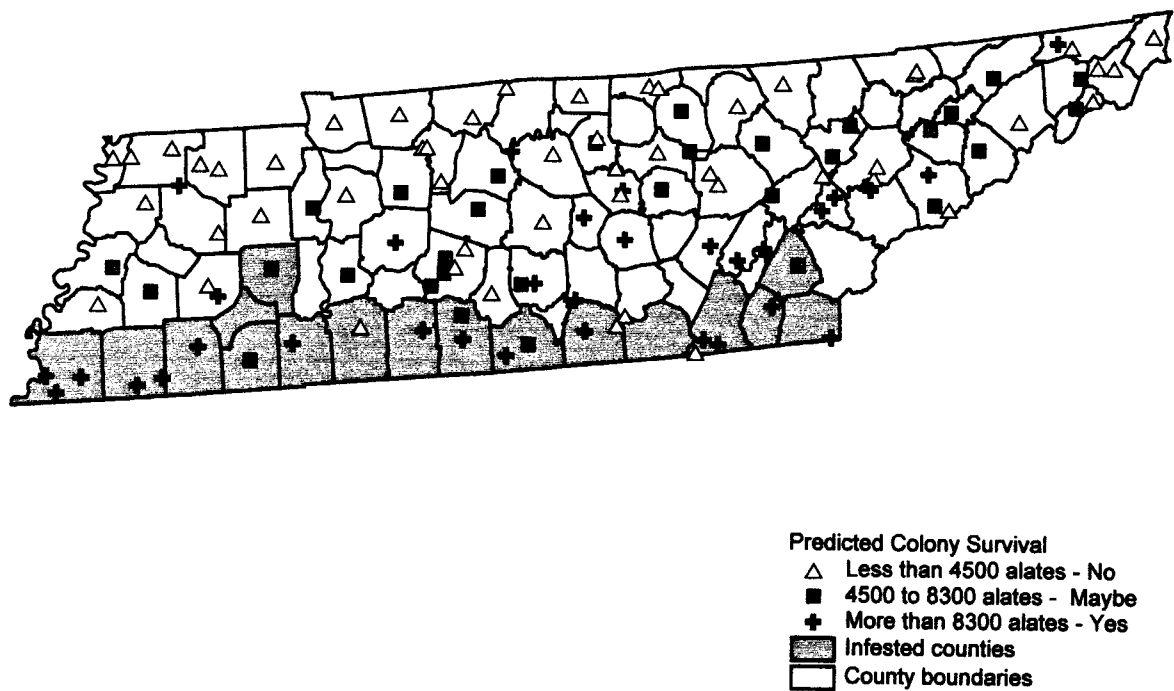 Predicted Colony Survival
Less than 4500 alates - No
4500 to 8300 alates - Maybe
More than 8300 alates - Yes
Infested counties
County boundaries